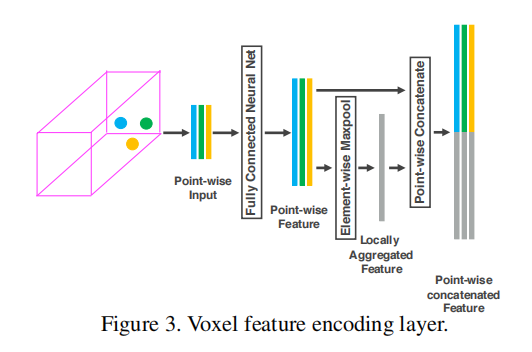 Point-wise
Input
Fully Connected Neural Net
Point-wise
Feature
Element-wise Maxpool
Locally
Aggregated
Feature
Point-wise Concatenate
Point-wise
concatenated
Feature
Figure 3. Voxel feature encoding layer.